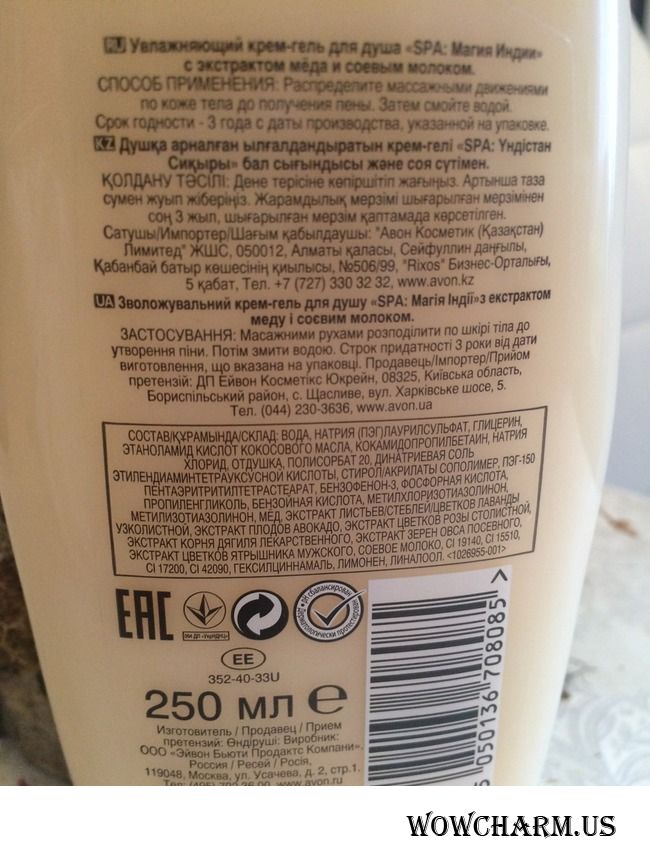 RU Увлажняющий крем-гель для душа «SPA: Магия Индии»
с экстрактом мёда и соевым молоком.
СПОСОБ ПРИМЕНЕНИЯ: Распределите массажными движениями
по коже тела до получения пены. Затем смойте водой.
Срок годности - 3 года с даты производства, указанной на упаковке.
KZ Душқа арналған ылғалдандыратын крем-гелі «SPA: Үндістан
Сиқыры» бал сығындысы және соя сүтімен.
ҚОЛДАНУ ТӘСІЛІ: Дене терісіне көпіршітіп жағыңыз. Артынша таза
сумен жуып жіберіңіз. Жарамдылық мерзімі шығарылған мерзімінен
соң 3 жыл, шығарылған мерзім қаптамада көрсетілген.
Сатушы/Импортер/Шағым қабылдаушы: "Авон Косметик (Қазақстан)
Лимитед" ЖШС, 050012, Алматы қаласы, Сейфуллин даңғылы,
Қабанбай батыр көшесінің қиылысы, №506/99, "Rixos" Бизнес-Орталығы,
5 қабат, Тел. +7 (727) 330 32 32, www.avon.kz
UA Зволожувальний крем-гель для душу «SPA: Магія Індії»з екстрактом
меду і соєвим молоком.
ЗАСТОСУВАННЯ: Масажними рухами розподілити по шкірі тіла до
утворення піни. Потім змити водою. Строк придатності 3 роки від дати
виготовлення, що вказана на упаковці. Продавець/Імпортер/Прийом
претензій: ДП Ейвон Косметікс Юкрейн, 08325, Київська область,
Бориспільський район, с. Щасливе, вул. Харківське шосе, 5.
Тел. (044) 230-3636, www.avon.ua
СОСТАВ/ҚҰРАМЫНДА/СКЛАД: ВОДА, НАТРИЯ (ПЭГ)ЛАУРИЛСУЛЬФАТ, ГЛИЦЕРИН,
ЭТАНОЛАМИД КИСЛОТ КОКОСОВОГО МАСЛА, КОКАМИДОПРОПИЛБЕТАИН, НАТРИЯ
ХЛОРИД, ОТДУШКА, ПОЛИСОРБАТ 20, ДИНАТРИЕВАЯ СОЛЬ
ЭТИЛЕНДИАМИНТЕТРАУКСУСНОЙ КИСЛОТЫ, СТИРОЛ/АКРИЛАТЫ СОПОЛИМЕР, ПЭГ-150
ПЕНТАЭРИТРИТИЛТЕТРАСТЕАРАТ, БЕНЗОФЕНОН-3, ФОСФОРНАЯ КИСЛОТА,
ПРОПИЛЕНГЛИКОЛЬ, БЕНЗОЙНАЯ КИСЛОТА, МЕТИЛХЛОРИЗОТИАЗОЛИНОН,
МЕТИЛИЗОТИАЗОЛИНОН, МЕД, ЭКСТРАКТ ЛИСТЬЕВ/СТЕБЛЕЙ/ЦВЕТКОВ ЛАВАНДЫ
УЗКОЛИСТНОЙ, ЭКСТРАКТ ПЛОДОВ АВОКАДО, ЭКСТРАКТ ЦВЕТКОВ РОЗЫ СТОЛИСТНОЙ,
ЭКСТРАКТ КОРНЯ ДЯГИЛЯ ЛЕКАРСТВЕННОГО, ЭКСТРАКТ ЗЕРЕН ОВСА ПОСЕВНОГО,
ЭКСТРАКТ ЦВЕТКОВ ЯТРЫШНИКА МУЖСКОГО, СОЕВОЕ МОЛОКО, CI 19140, CI 15510,
CI 17200, CI 42090, ГЕКСИЛЦИННАМАЛЬ, ЛИМОНЕН, ЛИНАЛООЛ. <1026955-001>
EAC
pH сбалансирован
дерматологически протестирован
EE
352-40-33U
250 МЛ e
Изготовитель / Продавец / Прием
претензий: Өндіруші: Виробник:
ООО «Эйвон Бьюти Продактс Компани».
Россия / Ресей / Росія,
119048, Москва, ул. Усачева, д. 2, стр.1.
www.avon.ru
5 050136 708085 >
WOWCHARM.US